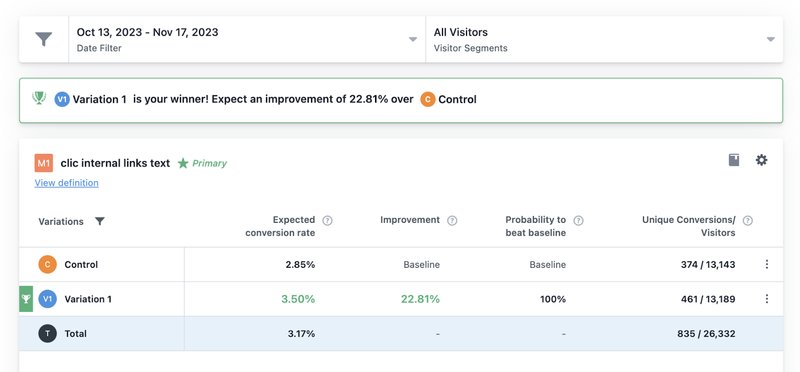 Oct 13, 2023 - Nov 17, 2023
Date Filter
All Visitors
Visitor Segments
V1 Variation 1 is your winner! Expect an improvement of 22.81% over C Control
M1 clic internal links text Primary
View definition
Variations
Expected conversion rate ?
Improvement ?
Probability to beat baseline ?
Unique Conversions/ Visitors ?
C Control 2.85% Baseline Baseline 374 / 13,143
V1 Variation 1 3.50% 22.81% 100% 461 / 13,189
T Total 3.17% - - 835 / 26,332